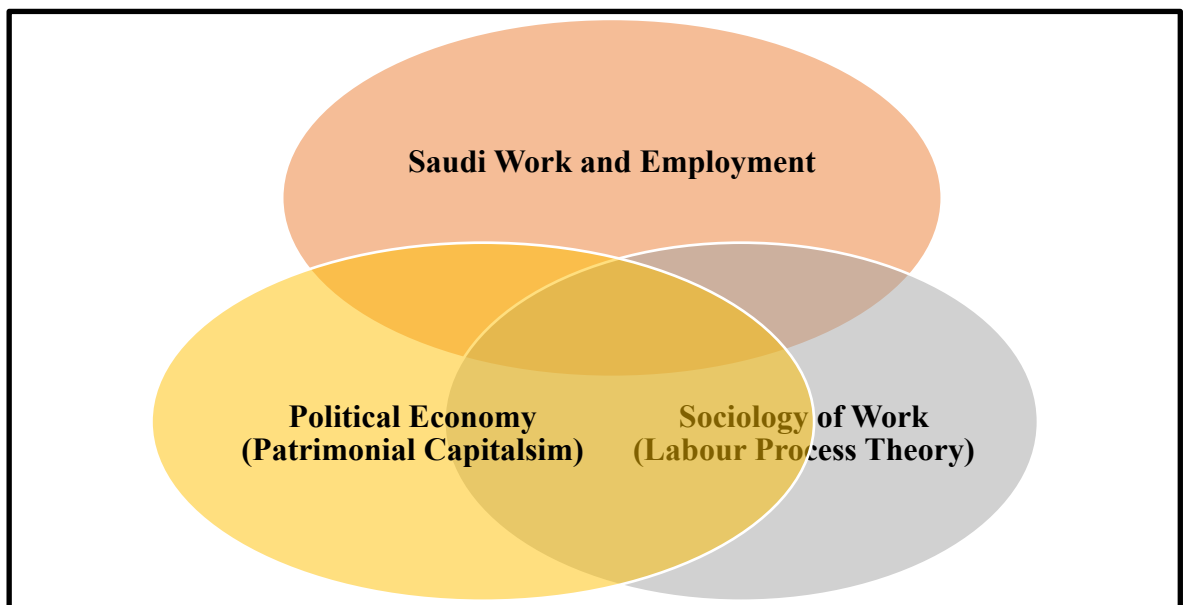 Saudi Work and Employment
Political Economy
(Patrimonial Capitalsim)
Sociology of Work
(Labour Process Theory)